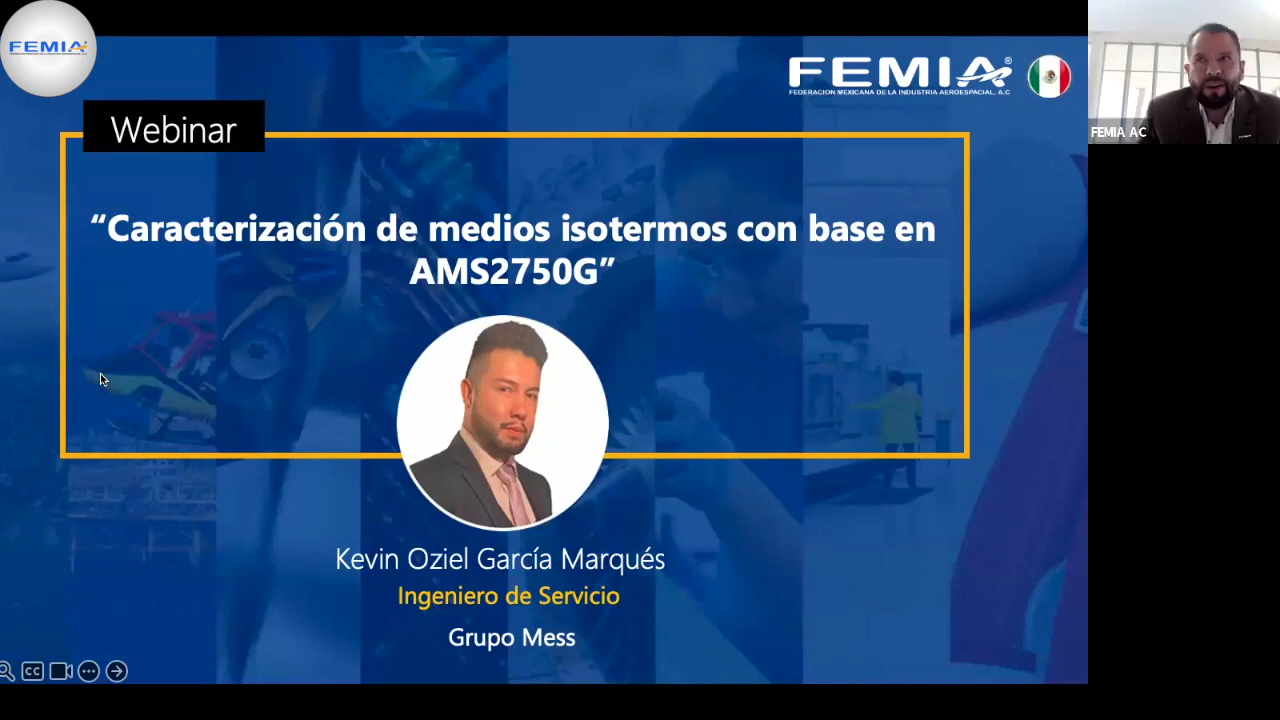 FEMIA
FEMIA®
FEDERACION MEXICANA DE LA INDUSTRIA AEROESPACIAL, A.C
FEMIA AC
Webinar
“Caracterización de medios isotermos con base en
AMS2750G”
Kevin Oziel García Marqués
Ingeniero de Servicio
Grupo Mess
CC